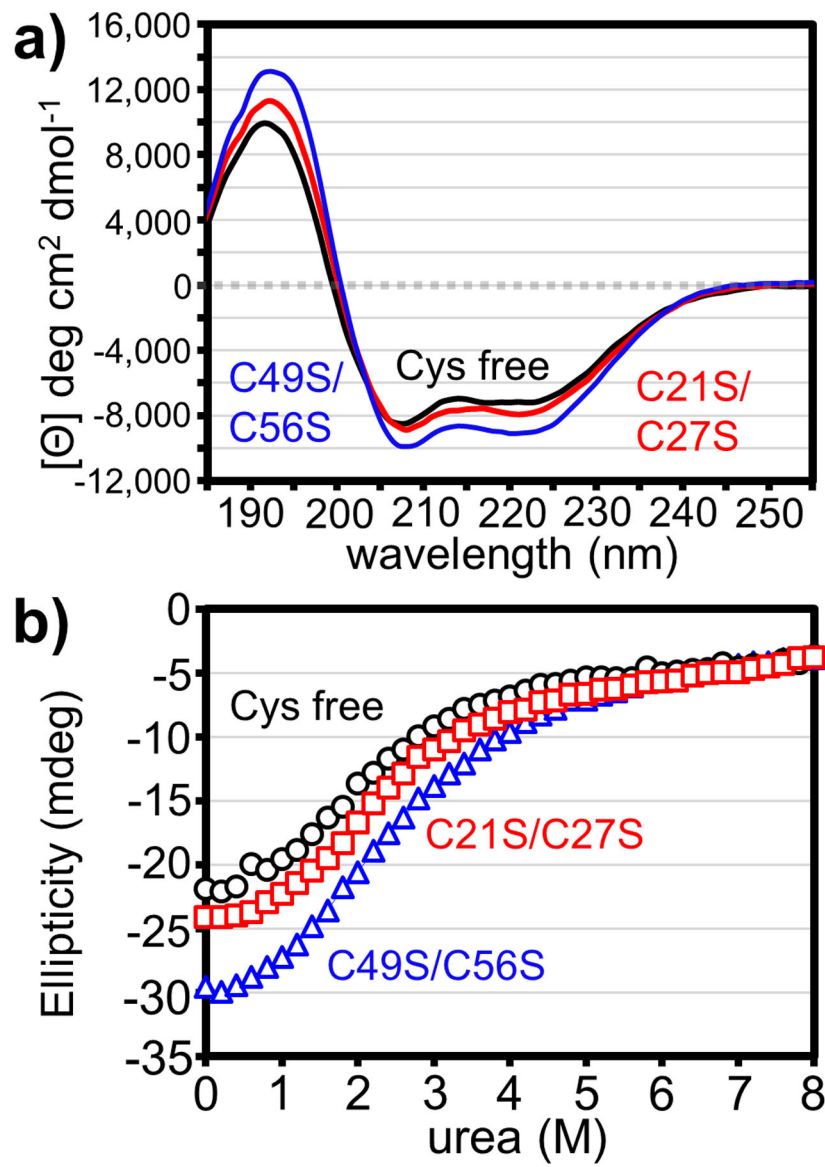 a)
[Θ] deg cm² dmol⁻¹
16,000
12,000
8,000
4,000
0
-4,000
-8,000
-12,000
C49S/
C56S
Cys free
C21S/
C27S
190 200 210 220 230 240 250
wavelength (nm)
b)
Ellipticity (mdeg)
0
-5
-10
-15
-20
-25
-30
-35
Cys free
C21S/C27S
C49S/C56S
0 1 2 3 4 5 6 7 8
urea (M)